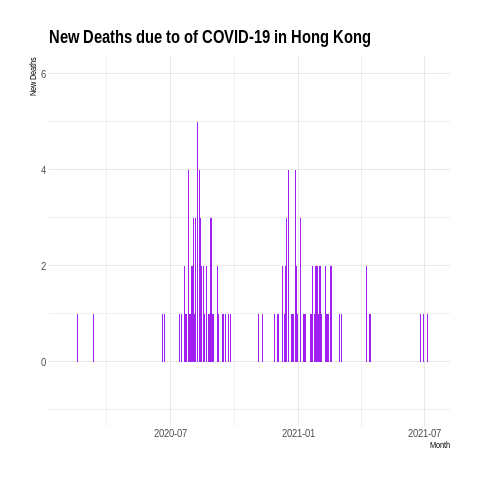 New Deaths due to of COVID-19 in Hong Kong
New Deaths
6
4
2
0
2020-07
2021-01
2021-07
Month